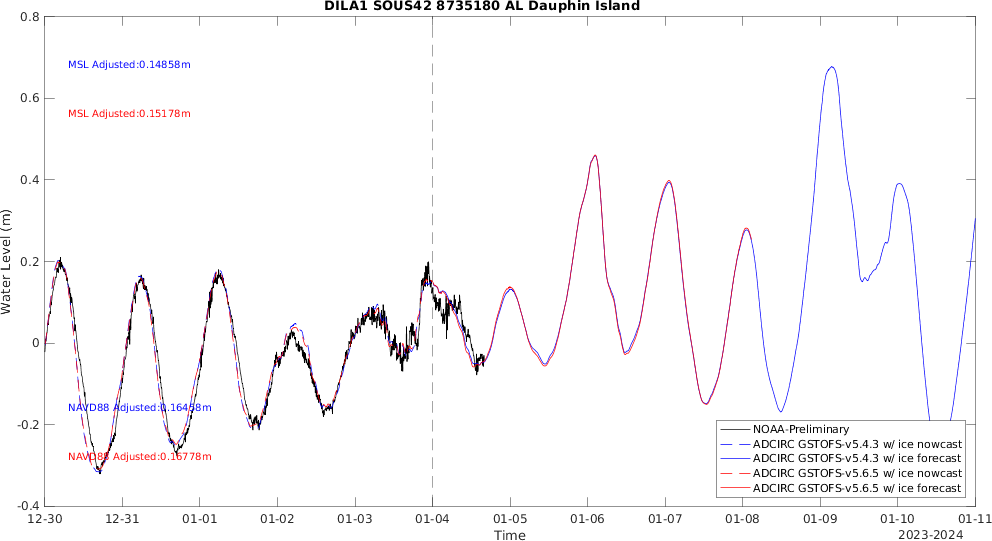 DILA1 SOUS42 8735180 AL Dauphin Island
0.8
0.6
0.4
0.2
0
-0.2
-0.4
Water Level (m)
MSL Adjusted:0.14858m
MSL Adjusted:0.15178m
NAVD88 Adjusted:0.16458m
NAVD88 Adjusted:0.16778m
NOAA-Preliminary
ADCIRC GSTOFS-v5.4.3 w/ ice nowcast
ADCIRC GSTOFS-v5.4.3 w/ ice forecast
ADCIRC GSTOFS-v5.6.5 w/ ice nowcast
ADCIRC GSTOFS-v5.6.5 w/ ice forecast
12-30 12-31 01-01 01-02 01-03 01-04 01-05 01-06 01-07 01-08 01-09 01-10 01-11
Time
2023-2024